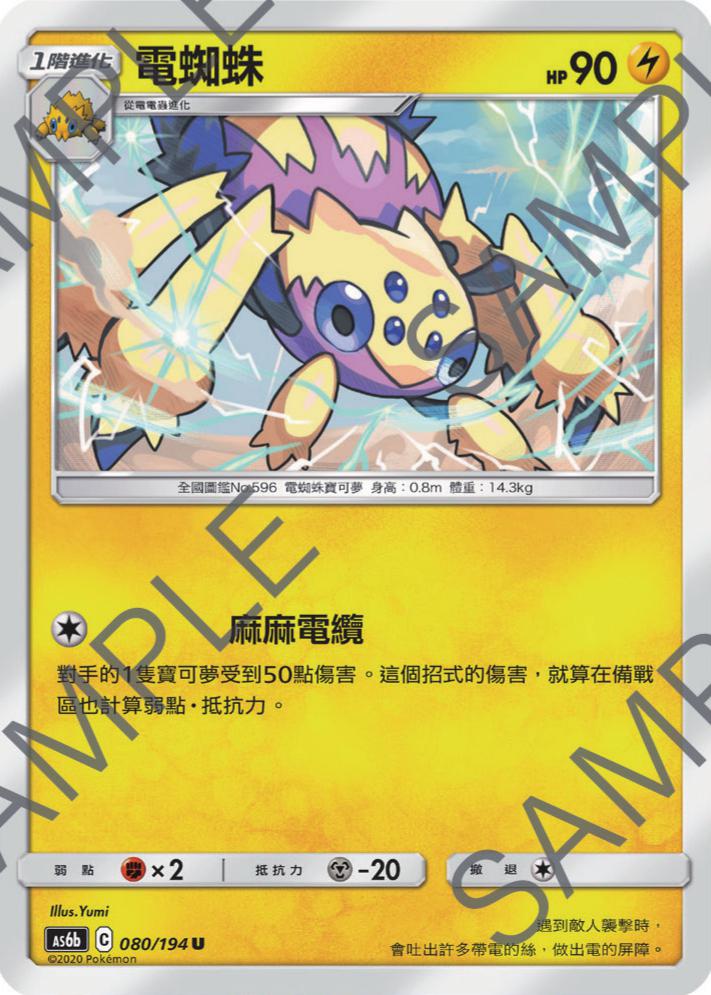 1階進化
電蜘蛛
HP 90
從電電蟲進化
全國圖鑑No.596 電蜘蛛寶可夢 身高：0.8m 體重：14.3kg
麻麻電纜
對手的1隻寶可夢受到50點傷害。這個招式的傷害，就算在備戰
區也計算弱點・抵抗力。
弱點 ×2 抵抗力 -20 撤退
Illus.Yumi
AS6b C 080/194 U
©2020 Pokémon
遇到敵人襲擊時，
會吐出許多帶電的絲，做出電的屏障。
SAMPLE
SAMPLE
SAMPLE
SAMPLE
SAMPLE